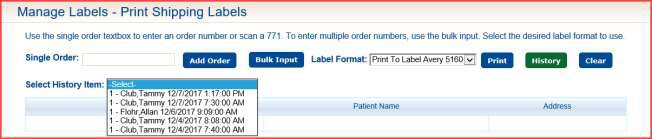 Manage Labels - Print Shipping Labels
Use the single order textbox to enter an order number or scan a 771. To enter multiple order numbers, use the bulk input. Select the desired label format to use.
Single Order: Add Order Bulk Input Label Format: Print To Label Avery 5160 Print History Clear
Select History Item: -Select-
1 - Club,Tammy 12/7/2017 1:17:00 PM
1 - Club,Tammy 12/7/2017 7:30:00 AM
1 - Flohr,Allan 12/6/2017 9:09:00 AM
1 - Club,Tammy 12/4/2017 8:08:00 AM
1 - Club,Tammy 12/4/2017 7:40:00 AM
Patient Name Address